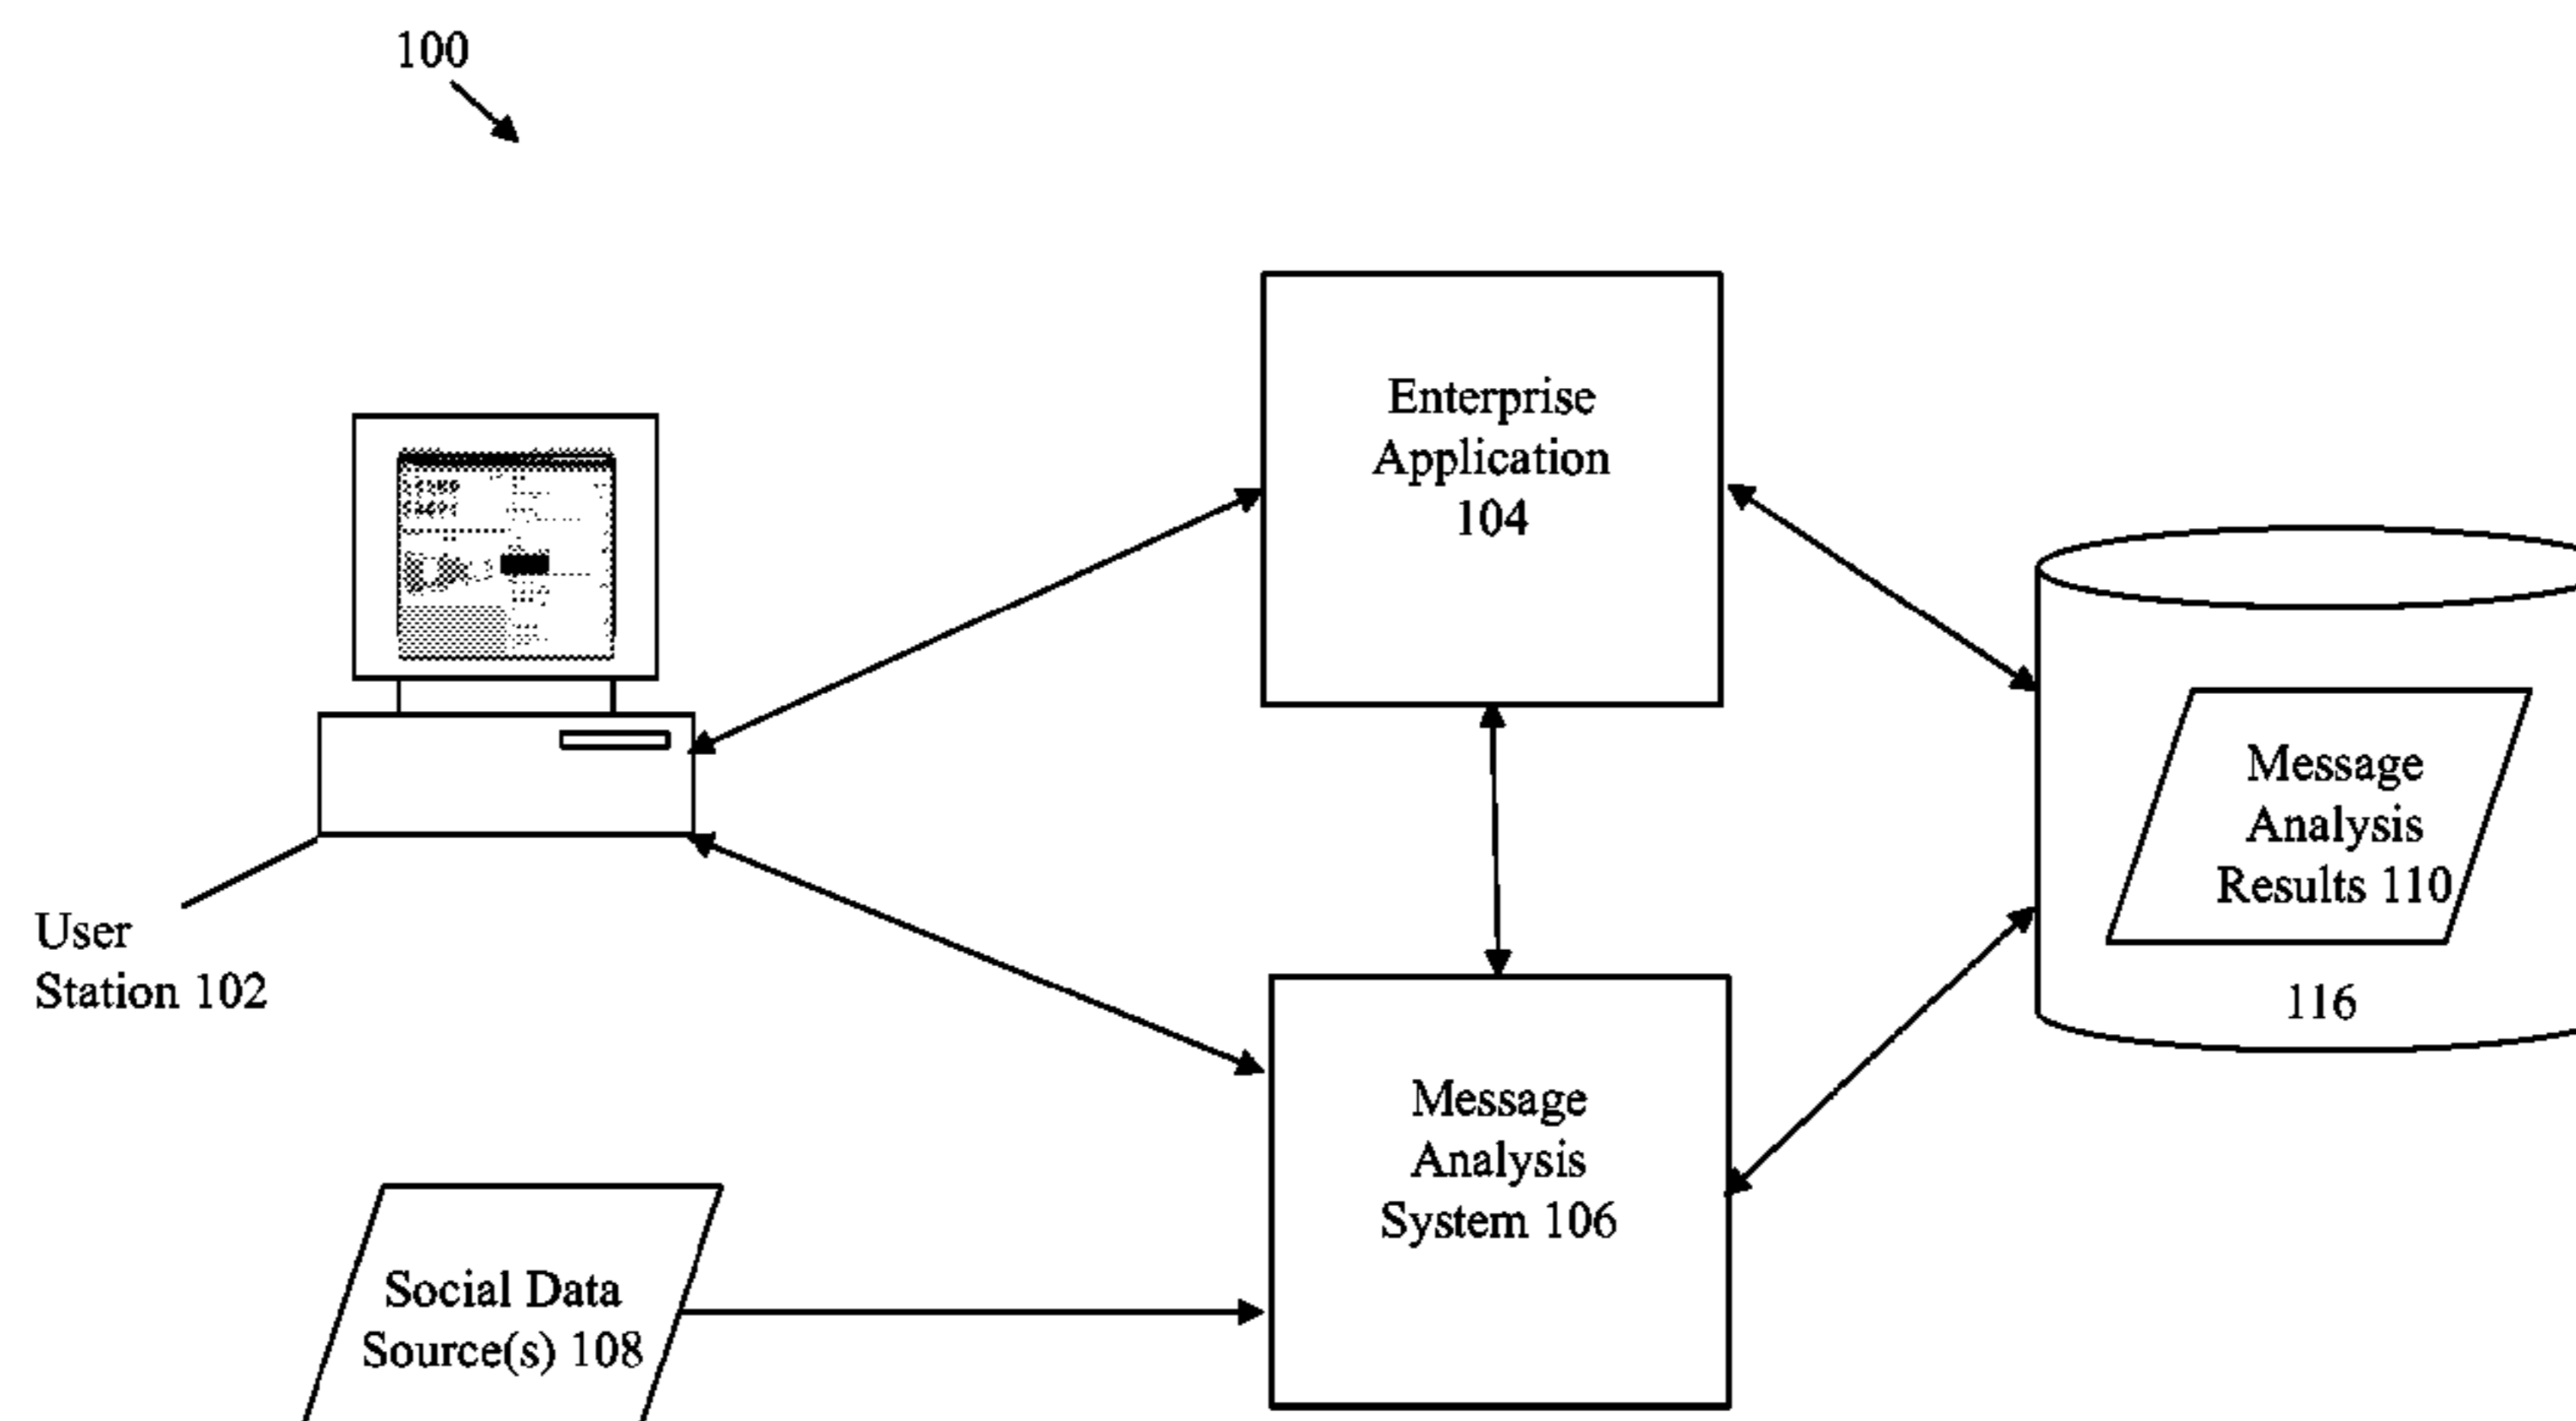 100
Enterprise
Application
104
Message
Analysis
Results 110
116
User
Station 102
Message
Analysis
System 106
Social Data
Source(s) 108